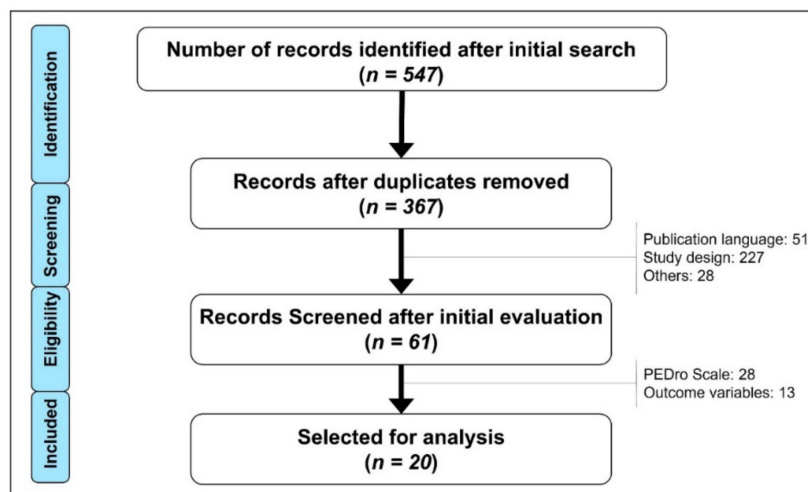 Identification
Number of records identified after initial search
(n = 547)
Records after duplicates removed
(n = 367)
Screening
Publication language: 51
Study design: 227
Others: 28
Eligibility
Records Screened after initial evaluation
(n = 61)
PEDro Scale: 28
Outcome variables: 13
Included
Selected for analysis
(n = 20)